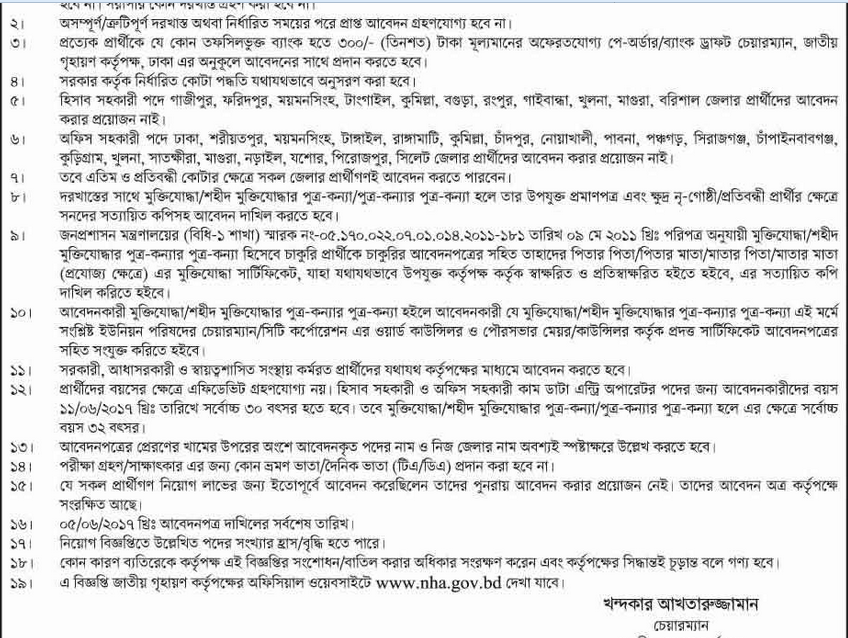 ২। অসম্পূর্ণ/ত্রুটিপূর্ণ দরখাস্ত অথবা নির্ধারিত সময়ের পরে প্রাপ্ত আবেদন গ্রহণযোগ্য হবে না।
৩। প্রত্যেক প্রার্থীকে যে কোন তফসিলভুক্ত ব্যাংক হতে ৩০০/- (তিনশত) টাকা মূল্যমানের অফেরতযোগ্য পে-অর্ডার/ব্যাংক ড্রাফট চেয়ারম্যান, জাতীয়
গৃহায়ণ কর্তৃপক্ষ, ঢাকা এর অনুকূলে আবেদনের সাথে প্রদান করতে হবে।
৪। সরকার কর্তৃক নির্ধারিত কোটা পদ্ধতি যথাযথভাবে অনুসরণ করা হবে।
৫। হিসাব সহকারী পদে গাজীপুর, ফরিদপুর, ময়মনসিংহ, টাংগাইল, কুমিল্লা, বগুড়া, রংপুর, গাইবান্ধা, খুলনা, মাগুরা, বরিশাল জেলার প্রার্থীদের আবেদন
করার প্রয়োজন নাই।
৬। অফিস সহকারী পদে ঢাকা, শরীয়তপুর, ময়মনসিংহ, টাঙ্গাইল, রাঙ্গামাটি, কুমিল্লা, চাঁদপুর, নোয়াখালী, পাবনা, পঞ্চগড়, সিরাজগঞ্জ, চাঁপাইনবাবগঞ্জ,
কুড়িগ্রাম, খুলনা, সাতক্ষীরা, মাগুরা, নড়াইল, যশোর, পিরোজপুর, সিলেট জেলার প্রার্থীদের আবেদন করার প্রয়োজন নাই।
৭। তবে এতিম ও প্রতিবন্ধী কোটার ক্ষেত্রে সকল জেলার প্রার্থীগণই আবেদন করতে পারবেন।
৮। দরখাস্তের সাথে মুক্তিযোদ্ধা/শহীদ মুক্তিযোদ্ধার পুত্র-কন্যা/পুত্র-কন্যার পুত্র-কন্যা হলে তার উপযুক্ত প্রমাণপত্র এবং ক্ষুদ্র নৃ-গোষ্ঠী/প্রতিবন্ধী প্রার্থীর ক্ষেত্রে
সনদের সত্যায়িত কপিসহ আবেদন দাখিল করতে হবে।
৯। জনপ্রশাসন মন্ত্রণালয়ের (বিধি-১ শাখা) স্মারক নং-০৫.১৭০.০২২.০৭.০১.০১৪.২০১১-১৮১ তারিখ ০৯ মে ২০১১ খ্রিঃ পরিপত্র অনুযায়ী মুক্তিযোদ্ধা/শহীদ
মুক্তিযোদ্ধার পুত্র-কন্যার পুত্র-কন্যা হিসেবে চাকুরি প্রার্থীকে চাকুরির আবেদনপত্রের সহিত তাহাদের পিতার পিতা/পিতার মাতা/মাতার পিতা/মাতার মাতা
(প্রযোজ্য ক্ষেত্রে) এর মুক্তিযোদ্ধা সার্টিফিকেট, যাহা যথাযথভাবে উপযুক্ত কর্তৃপক্ষ কর্তৃক স্বাক্ষরিত ও প্রতিস্বাক্ষরিত হইতে হইবে, এর সত্যায়িত কপি
দাখিল করিতে হইবে।
১০। আবেদনকারী মুক্তিযোদ্ধা/শহীদ মুক্তিযোদ্ধার পুত্র-কন্যার পুত্র-কন্যা হইলে আবেদনকারী যে মুক্তিযোদ্ধা/শহীদ মুক্তিযোদ্ধার পুত্র-কন্যার পুত্র-কন্যা এই মর্মে
সংশ্লিষ্ট ইউনিয়ন পরিষদের চেয়ারম্যান/সিটি কর্পোরেশন এর ওয়ার্ড কাউন্সিলর ও পৌরসভার মেয়র/কাউন্সিলর কর্তৃক প্রদত্ত সার্টিফিকেট আবেদনপত্রের
সহিত সংযুক্ত করিতে হইবে।
১১। সরকারী, আধাসরকারী ও স্বায়ত্বশাসিত সংস্থায় কর্মরত প্রার্থীদের যথাযথ কর্তৃপক্ষের মাধ্যমে আবেদন করতে হবে।
১২। প্রার্থীদের বয়সের ক্ষেত্রে এফিডেভিট গ্রহণযোগ্য নয়। হিসাব সহকারী ও অফিস সহকারী কাম ডাটা এন্ট্রি অপারেটর পদের জন্য আবেদনকারীদের বয়স
১১/০৬/২০১৭ খ্রিঃ তারিখে সর্বোচ্চ ৩০ বৎসর হতে হবে। তবে মুক্তিযোদ্ধা/শহীদ মুক্তিযোদ্ধার পুত্র-কন্যা/পুত্র-কন্যার পুত্র-কন্যা হলে এর ক্ষেত্রে সর্বোচ্চ
বয়স ৩২ বৎসর।
১৩। আবেদনপত্রের প্রেরণের খামের উপরের অংশে আবেদনকৃত পদের নাম ও নিজ জেলার নাম অবশ্যই স্পষ্টাক্ষরে উল্লেখ করতে হবে।
১৪। পরীক্ষা গ্রহণ/সাক্ষাৎকার এর জন্য কোন ভ্রমণ ভাতা/দৈনিক ভাতা (টিএ/ডিএ) প্রদান করা হবে না।
১৫। যে সকল প্রার্থীগণ নিয়োগ লাভের জন্য ইতোপূর্বে আবেদন করেছিলেন তাদের পুনরায় আবেদন করার প্রয়োজন নেই। তাদের আবেদন অত্র কর্তৃপক্ষে
সংরক্ষিত আছে।
১৬। ০৫/০৬/২০১৭ খ্রিঃ আবেদনপত্র দাখিলের সর্বশেষ তারিখ।
১৭। নিয়োগ বিজ্ঞপ্তিতে উল্লেখিত পদের সংখ্যার হ্রাস/বৃদ্ধি হতে পারে।
১৮। কোন কারণ ব্যতিরেকে কর্তৃপক্ষ এই বিজ্ঞপ্তির সংশোধন/বাতিল করার অধিকার সংরক্ষণ করেন এবং কর্তৃপক্ষের সিদ্ধান্তই চূড়ান্ত বলে গণ্য হবে।
১৯। এ বিজ্ঞপ্তি জাতীয় গৃহায়ণ কর্তৃপক্ষের অফিসিয়াল ওয়েবসাইটে www.nha.gov.bd দেখা যাবে।
খন্দকার আখতারুজ্জামান
চেয়ারম্যান